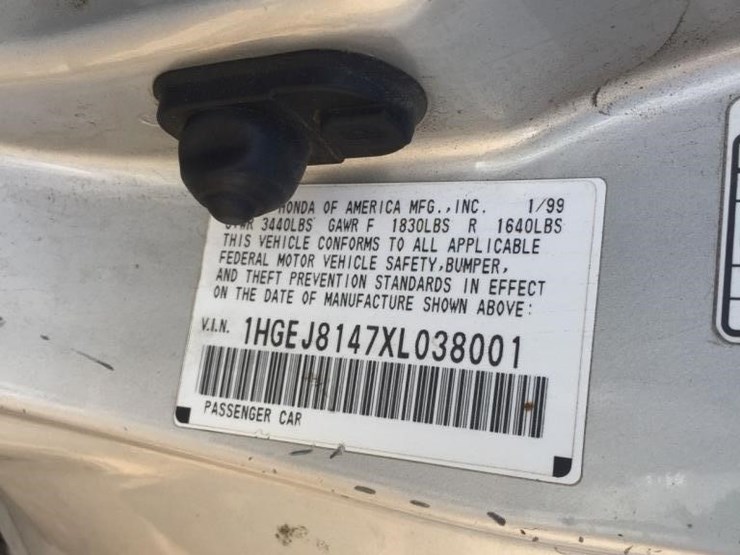 HONDA OF AMERICA MFG.,INC. 1/99
3440LBS GAWR F 1830LBS R 1640LBS
THIS VEHICLE CONFORMS TO ALL APPLICABLE
FEDERAL MOTOR VEHICLE SAFETY,BUMPER,
AND THEFT PREVENTION STANDARDS IN EFFECT
ON THE DATE OF MANUFACTURE SHOWN ABOVE:
V.I.N. 1HGEJ8147XL038001
PASSENGER CAR